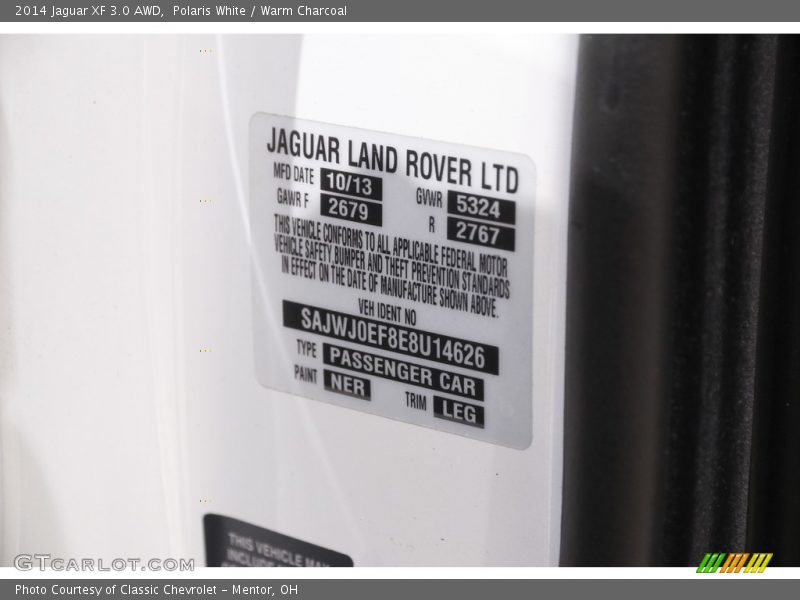 2014 Jaguar XF 3.0 AWD, Polaris White / Warm Charcoal
JAGUAR LAND ROVER LTD
MFD DATE 10/13 GVWR 5324
GAWR F 2679 R 2767
THIS VEHICLE CONFORMS TO ALL APPLICABLE FEDERAL MOTOR
VEHICLE SAFETY,BUMPER AND THEFT PREVENTION STANDARDS
IN EFFECT ON THE DATE OF MANUFACTURE SHOWN ABOVE.
VEH IDENT NO
SAJWJ0EF8E8U14626
TYPE PASSENGER CAR
PAINT NER TRIM LEG
THIS VEHICLE MAY
INCLUDE
GTcarlot.com
Photo Courtesy of Classic Chevrolet - Mentor, OH